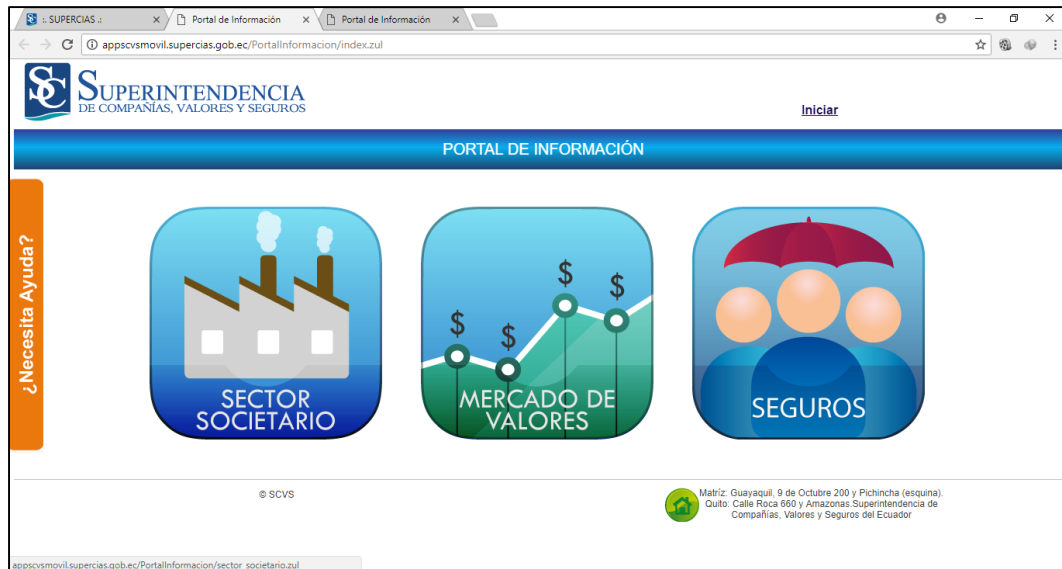 :. SUPERCIAS .:
Portal de Información
Portal de Información
appscvsmovil.supercias.gob.ec/PortalInformacion/index.zul
SC
SUPERINTENDENCIA
DE COMPAÑÍAS, VALORES Y SEGUROS
Iniciar
PORTAL DE INFORMACIÓN
¿Necesita Ayuda?
SECTOR
SOCIETARIO
$ $ $ $
MERCADO DE
VALORES
SEGUROS
© SCVS
Matríz: Guayaquil, 9 de Octubre 200 y Pichincha (esquina).
Quito: Calle Roca 660 y Amazonas.Superintendencia de
Compañías, Valores y Seguros del Ecuador
appscvsmovil.supercias.gob.ec/PortalInformacion/sector_societario.zul